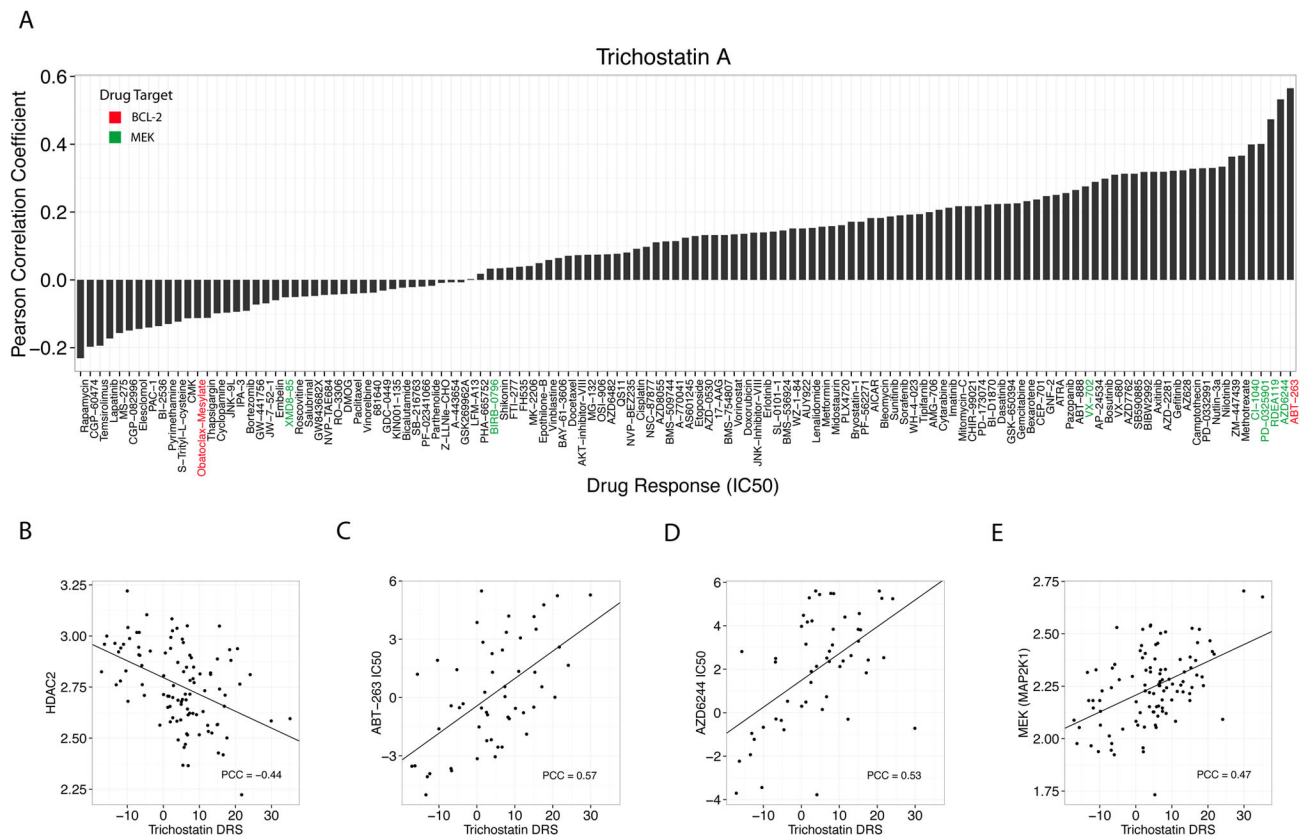 A
Trichostatin A
Pearson Correlation Coefficient
0.6
0.4
0.2
0.0
−0.2
Drug Target
BCL-2
MEK
Rapamycin
CGP−60474
Temsirolimus
Lapatinib
MS−275
CGP−082996
Elesclomol
PAC−1
BI−2536
Pyrimethamine
S−Trityl−L−cysteine
CMK
Obatoclax−Mesylate
Thapsigargin
Cyclopamine
JNK−9L
IPA−3
Bortezomib
GW−441756
JW−7−52−1
Embelin
XMD8−85
Roscovitine
Salubrinal
GW843682X
NVP−TAE684
RO−3306
DMOG
Paclitaxel
Vinorelbine
GDC−0449
KIN001−135
681640
Bicalutamide
SB−216763
PF−02341066
Parthenolide
Z−LLNle−CHO
A−443654
GSK269962A
LFM−A13
PHA−665752
BIRB−0796
Shikonin
FTI−277
FH535
MK−2206
Epothilone−B
Vinblastine
BAY−61−3606
Docetaxel
AKT−inhibitor−VIII
MG−132
OSI−906
AZD6482
QS11
NVP−BEZ235
Cisplatin
NSC−87877
AZD8055
BMS−509744
A−770041
AS601245
Etoposide
AZD−0530
17−AAG
BMS−754807
Vorinostat
Docorubicin
JNK−Inhibitor−VIII
Erlotinib
SL−0101−1
BMS−536924
WZ−1−84
AUY922
Lenalidomide
Metformin
Midostaurin
PLX4720
Bryostatin−1
PF−562271
AICAR
Bleomycin
Sunitinib
Sorafenib
WH−4−023
Tipifarnib
AMG−706
Cytarabine
Imatinib
Mitomycin−C
CHIR−99021
PD−173074
BI−D1870
Dasatinib
GSK−650394
Gemcitabine
Bexarotene
CEP−701
GNF−2
ATRA
Pazopanib
ABT−888
VX−702
AP−24534
Bosutinib
VX−680
AZD7762
SB590885
BIBW2992
Axitinib
AZD−2281
Gefitinib
AZ628
Camptothecin
PD−0332991
Nutlin−3a
Nilotinib
ZM−447439
Methotrexate
CI−1040
PD−0325901
RDEA119
AZD6244
ABT−263
Drug Response (IC50)
B
HDAC2
3.25
3.00
2.75
2.50
2.25
PCC = −0.44
−10 0 10 20 30
Trichostatin DRS
C
ABT−263 IC50
6
3
0
−3
PCC = 0.57
−10 0 10 20 30
Trichostatin DRS
D
AZD6244 IC50
6
4
2
0
−2
−4
PCC = 0.53
−10 0 10 20 30
Trichostatin DRS
E
MEK (MAP2K1)
2.75
2.50
2.25
2.00
1.75
PCC = 0.47
−10 0 10 20 30
Trichostatin DRS